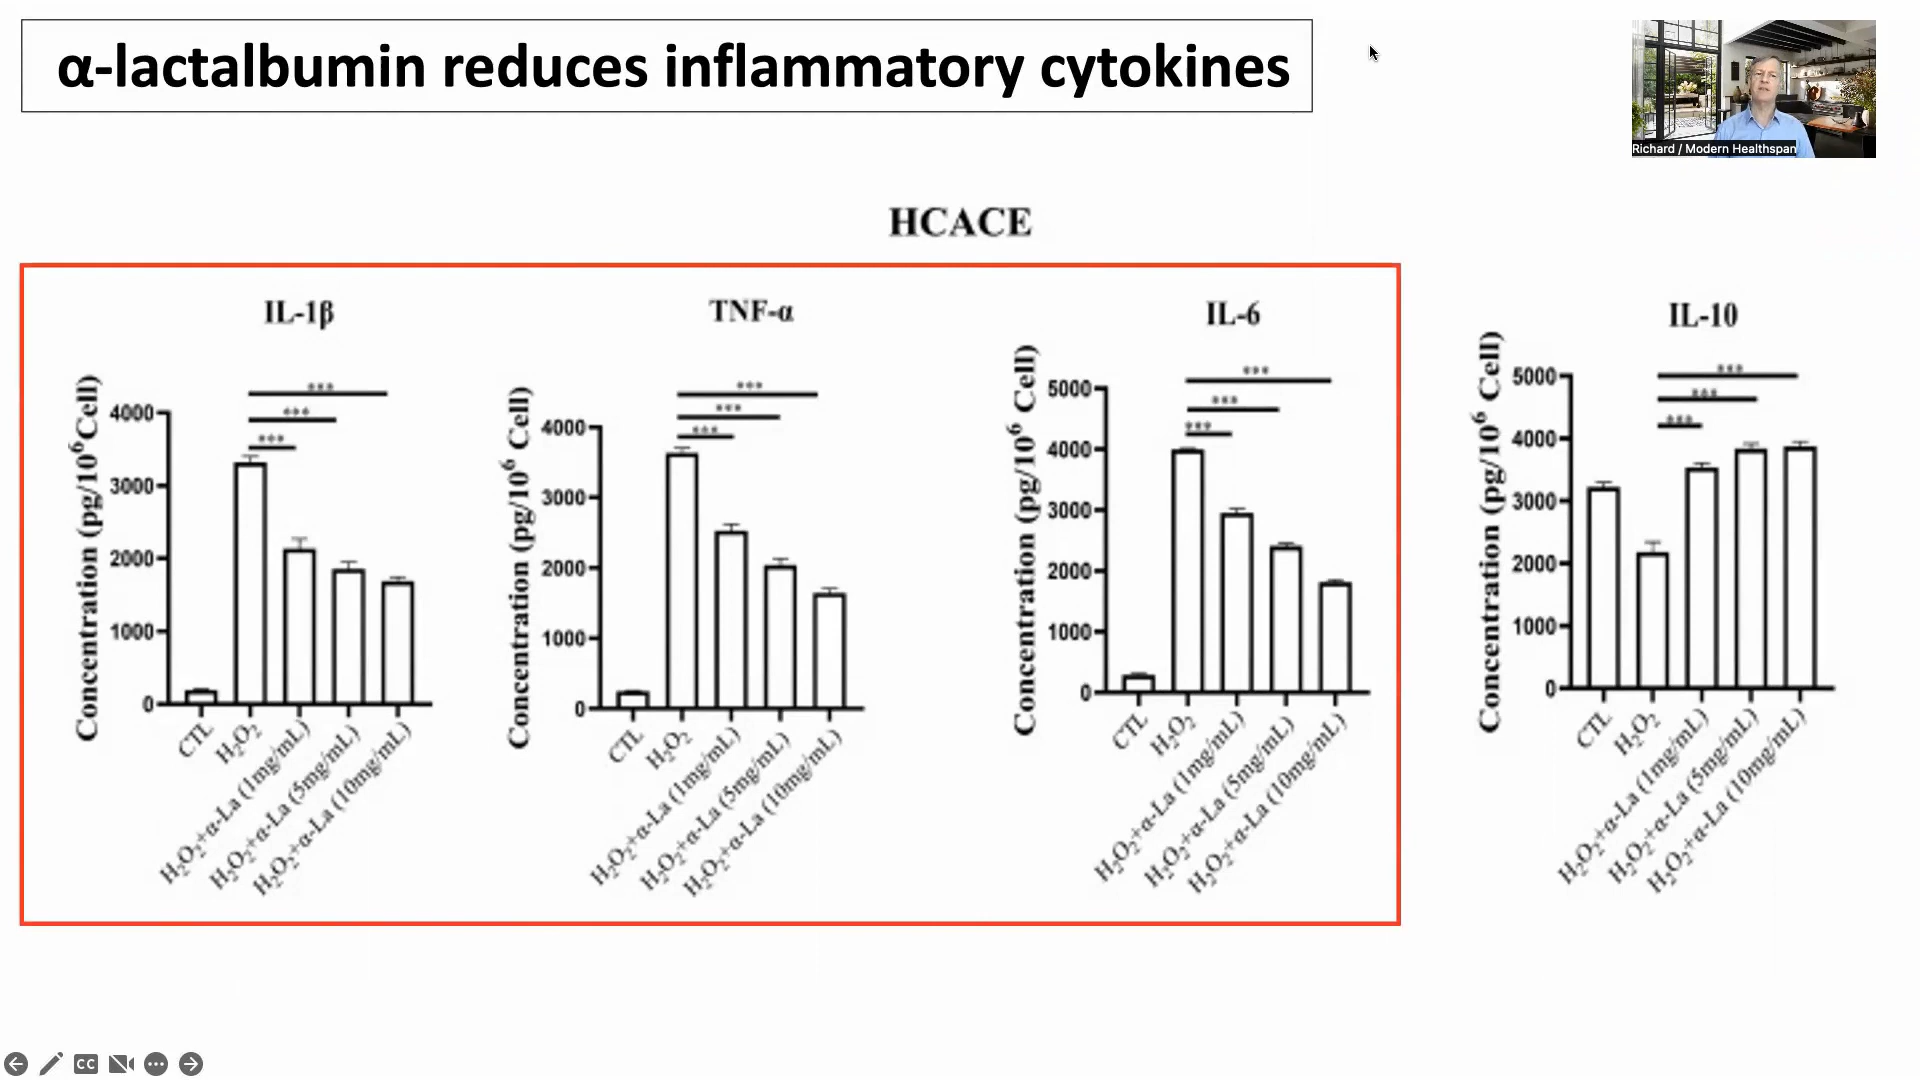 α-lactalbumin reduces inflammatory cytokines
Richard / Modern Healthspan
HCACE
IL-1β
Concentration (pg/10⁶Cell)
4000
3000
2000
1000
0
***
***
***
CTL
H₂O₂
H₂O₂+α-La (1mg/mL)
H₂O₂+α-La (5mg/mL)
H₂O₂+α-La (10mg/mL)
TNF-α
Concentration (pg/10⁶ Cell)
4000
3000
2000
1000
0
***
***
***
CTL
H₂O₂
H₂O₂+α-La (1mg/mL)
H₂O₂+α-La (5mg/mL)
H₂O₂+α-La (10mg/mL)
IL-6
Concentration (pg/10⁶ Cell)
5000
4000
3000
2000
1000
0
***
***
***
CTL
H₂O₂
H₂O₂+α-La (1mg/mL)
H₂O₂+α-La (5mg/mL)
H₂O₂+α-La (10mg/mL)
IL-10
Concentration (pg/10⁶ Cell)
5000
4000
3000
2000
1000
0
***
***
***
CTL
H₂O₂
H₂O₂+α-La (1mg/mL)
H₂O₂+α-La (5mg/mL)
H₂O₂+α-La (10mg/mL)
CC